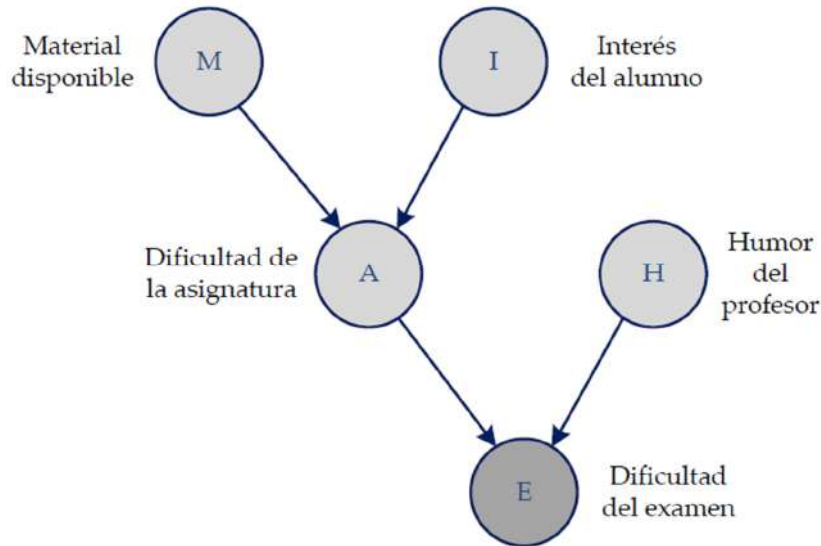 Material
disponible
M
I
Interés
del alumno
Dificultad de
la asignatura
A
H
Humor
del
profesor
E
Dificultad
del examen